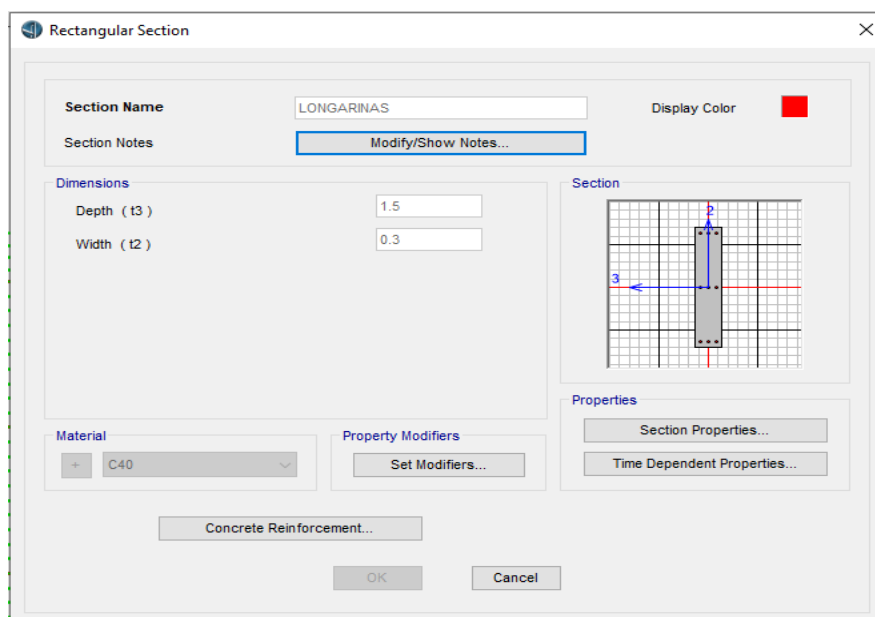 Rectangular Section
Section Name LONGARINAS Display Color
Section Notes Modify/Show Notes...
Dimensions
Depth ( t3 ) 1.5
Width ( t2 ) 0.3
Section
2
3
Properties
Section Properties...
Time Dependent Properties...
Material
+ C40
Property Modifiers
Set Modifiers...
Concrete Reinforcement...
OK Cancel